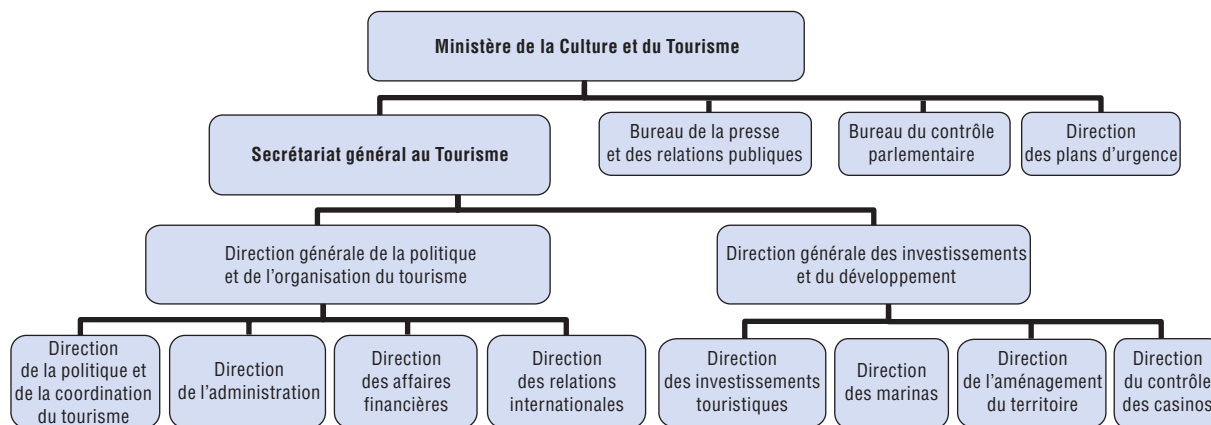 Ministère de la Culture et du Tourisme
Secrétariat général au Tourisme
Bureau de la presse
et des relations publiques
Bureau du contrôle
parlementaire
Direction
des plans d'urgence
Direction générale de la politique
et de l'organisation du tourisme
Direction générale des investissements
et du développement
Direction
de la politique et
de la coordination
du tourisme
Direction
de l'administration
Direction
des affaires
financières
Direction
des relations
internationales
Direction
des investissements
touristiques
Direction
des marinas
Direction
de l'aménagement
du territoire
Direction
du contrôle
des casinos